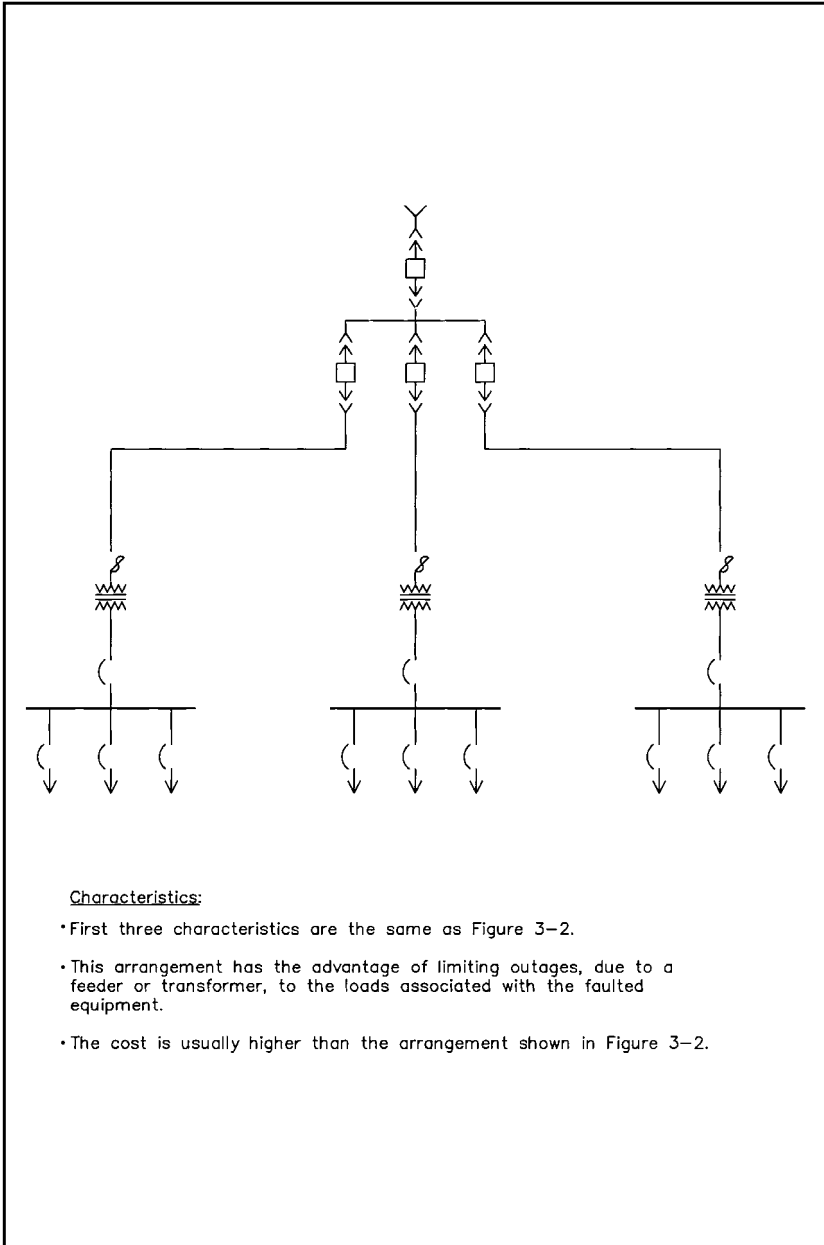 Characteristics:
• First three characteristics are the same as Figure 3-2.
• This arrangement has the advantage of limiting outages, due to a
feeder or transformer, to the loads associated with the faulted
equipment.
• The cost is usually higher than the arrangement shown in Figure 3-2.